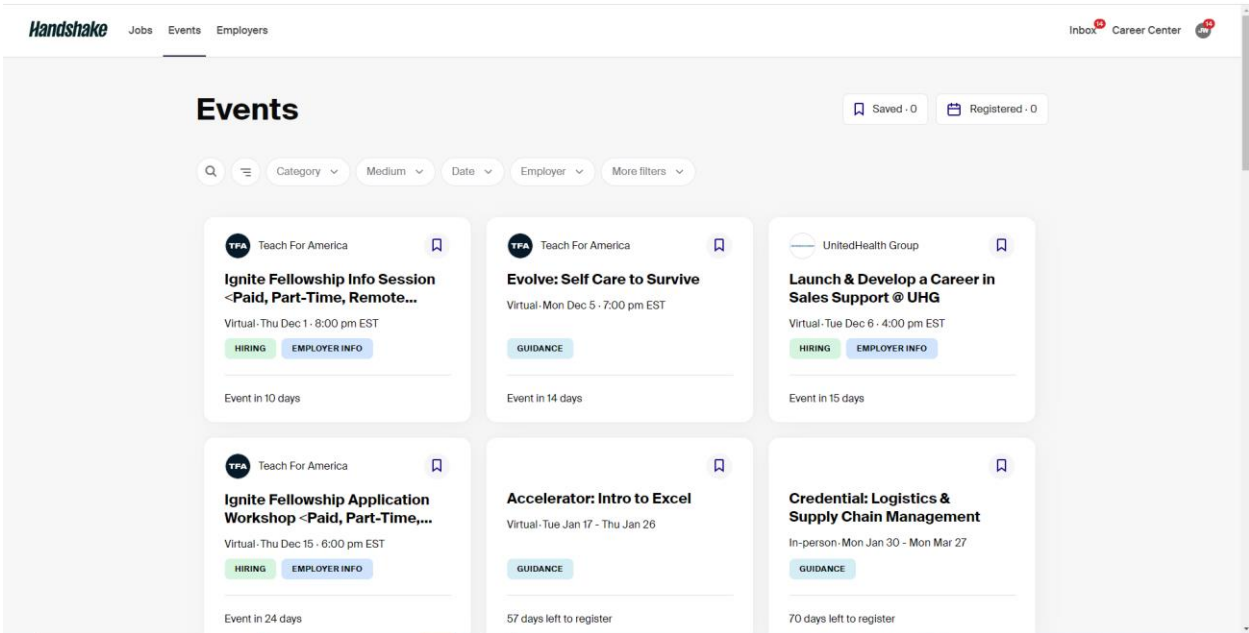 Handshake Jobs Events Employers Inbox 14 Career Center JW 14
Events
Saved · 0 Registered · 0
Category Medium Date Employer More filters
TFA Teach For America
Ignite Fellowship Info Session
<Paid, Part-Time, Remote...
Virtual · Thu Dec 1 · 8:00 pm EST
HIRING EMPLOYER INFO
Event in 10 days
TFA Teach For America
Evolve: Self Care to Survive
Virtual · Mon Dec 5 · 7:00 pm EST
GUIDANCE
Event in 14 days
UnitedHealth Group
Launch & Develop a Career in
Sales Support @ UHG
Virtual · Tue Dec 6 · 4:00 pm EST
HIRING EMPLOYER INFO
Event in 15 days
TFA Teach For America
Ignite Fellowship Application
Workshop <Paid, Part-Time,...
Virtual · Thu Dec 15 · 6:00 pm EST
HIRING EMPLOYER INFO
Event in 24 days
Accelerator: Intro to Excel
Virtual · Tue Jan 17 - Thu Jan 26
GUIDANCE
57 days left to register
Credential: Logistics &
Supply Chain Management
In-person · Mon Jan 30 - Mon Mar 27
GUIDANCE
70 days left to register